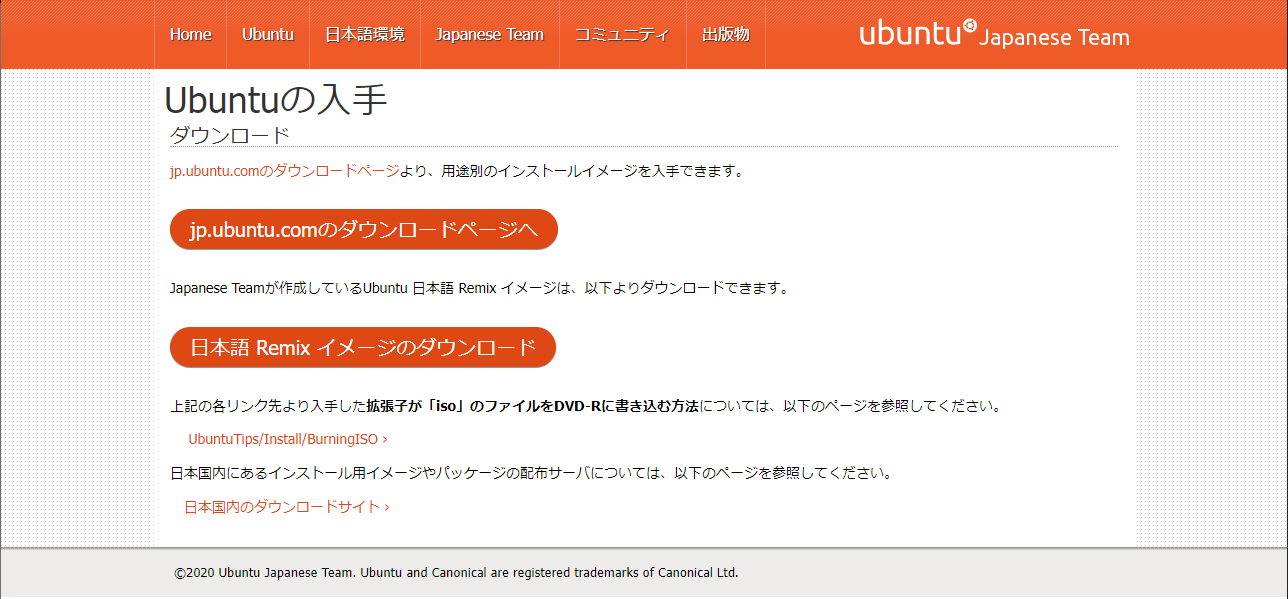 Home Ubuntu 日本語環境 Japanese Team コミュニティ 出版物 ubuntu Japanese Team
Ubuntuの入手
ダウンロード
jp.ubuntu.comのダウンロードページより、用途別のインストールイメージを入手できます。
jp.ubuntu.comのダウンロードページへ
Japanese Teamが作成しているUbuntu 日本語 Remix イメージは、以下よりダウンロードできます。
日本語 Remix イメージのダウンロード
上記の各リンク先より入手した拡張子が「iso」のファイルをDVD-Rに書き込む方法については、以下のページを参照してください。
UbuntuTips/Install/BurningISO ›
日本国内にあるインストール用イメージやパッケージの配布サーバについては、以下のページを参照してください。
日本国内のダウンロードサイト ›
©2020 Ubuntu Japanese Team. Ubuntu and Canonical are registered trademarks of Canonical Ltd.